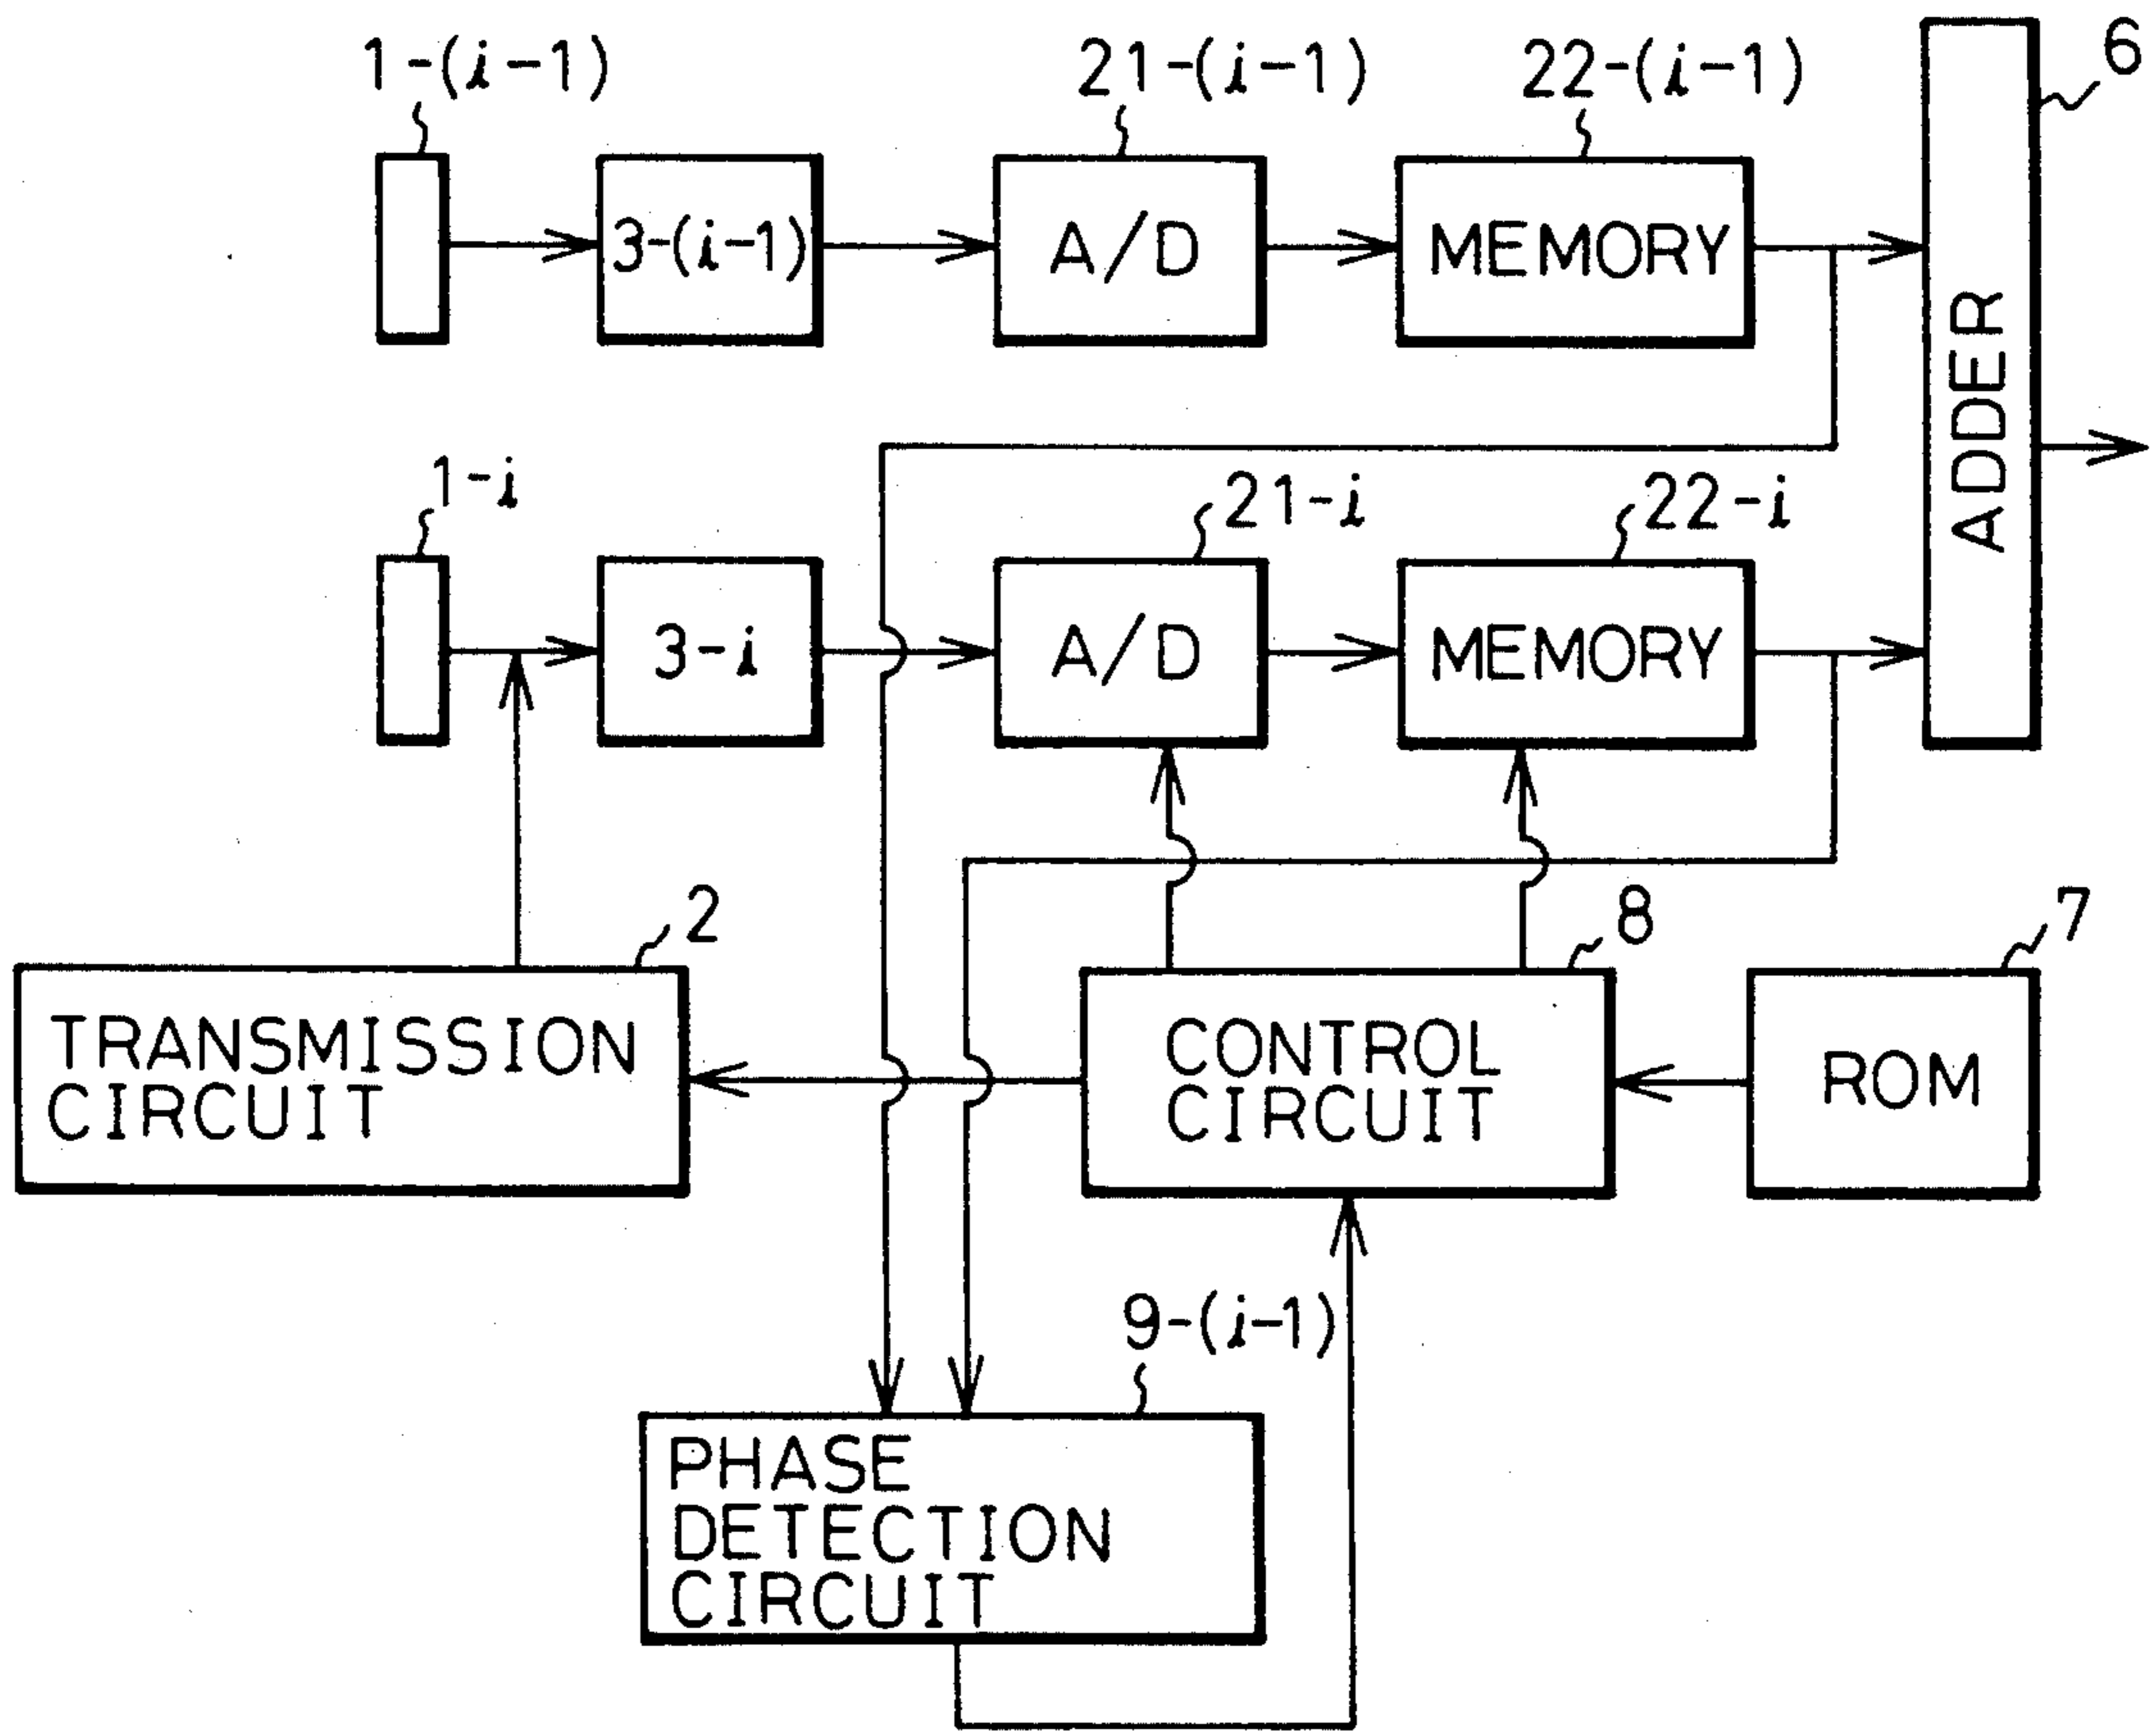 1-(i-1)
21-(i-1)
22-(i-1)
6
3-(i-1)
A/D
MEMORY
ADDER
1-i
21-i
22-i
3-i
A/D
MEMORY
2
8
7
TRANSMISSION
CIRCUIT
CONTROL
CIRCUIT
ROM
9-(i-1)
PHASE
DETECTION
CIRCUIT